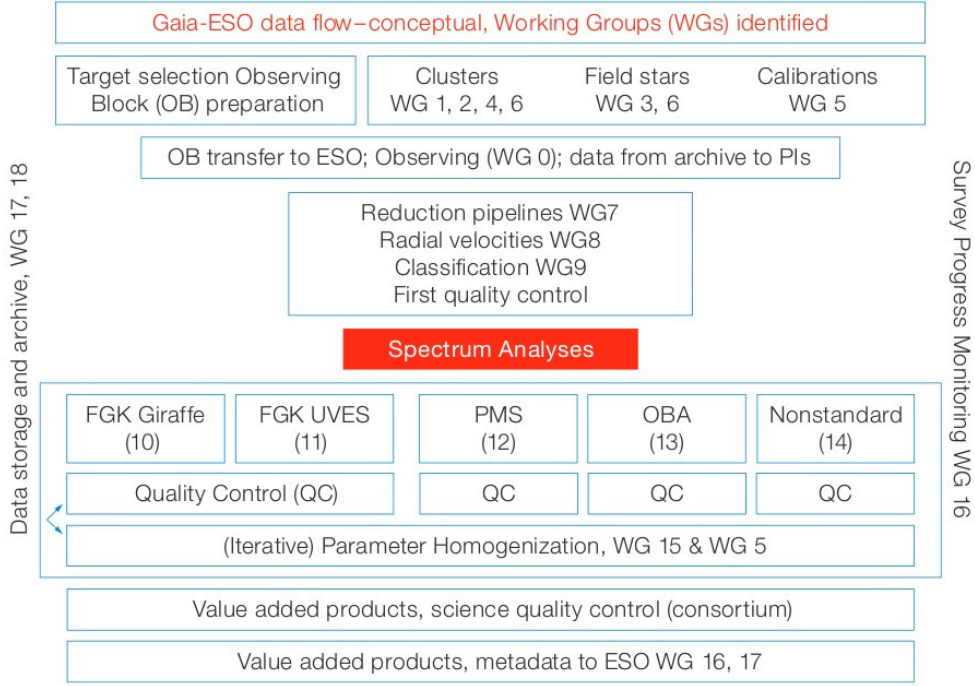 Gaia-ESO data flow–conceptual, Working Groups (WGs) identified
Target selection Observing
Block (OB) preparation
Clusters
WG 1, 2, 4, 6
Field stars
WG 3, 6
Calibrations
WG 5
OB transfer to ESO; Observing (WG 0); data from archive to PIs
Data storage and archive, WG 17, 18
Survey Progress Monitoring WG 16
Reduction pipelines WG7
Radial velocities WG8
Classification WG9
First quality control
Spectrum Analyses
FGK Giraffe
(10)
FGK UVES
(11)
PMS
(12)
OBA
(13)
Nonstandard
(14)
Quality Control (QC)
QC
QC
QC
(Iterative) Parameter Homogenization, WG 15 & WG 5
Value added products, science quality control (consortium)
Value added products, metadata to ESO WG 16, 17